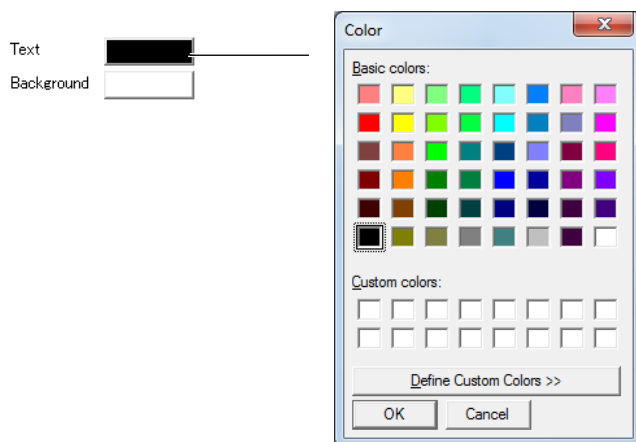 Text
Background
Color
Basic colors:
Custom colors:
Define Custom Colors >>
OK
Cancel